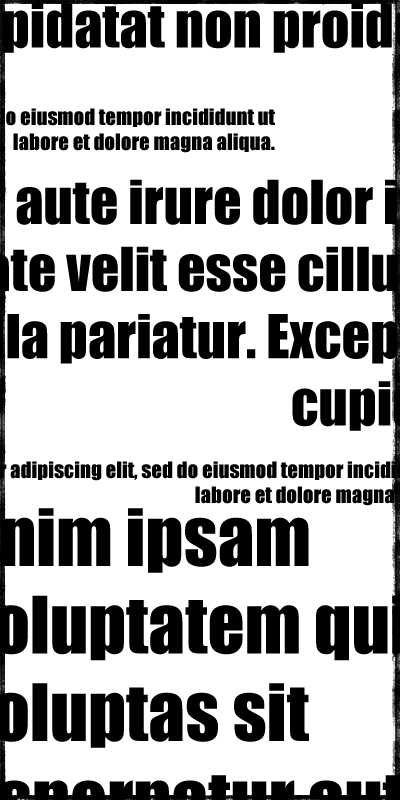 pidatat non proid
o eiusmod tempor incididunt ut
labore et dolore magna aliqua.
aute irure dolor i
te velit esse cillu
la pariatur. Excep
cupi
adipiscing elit, sed do eiusmod tempor incidi
labore et dolore magna
nim ipsam
oluptatem qui
oluptas sit